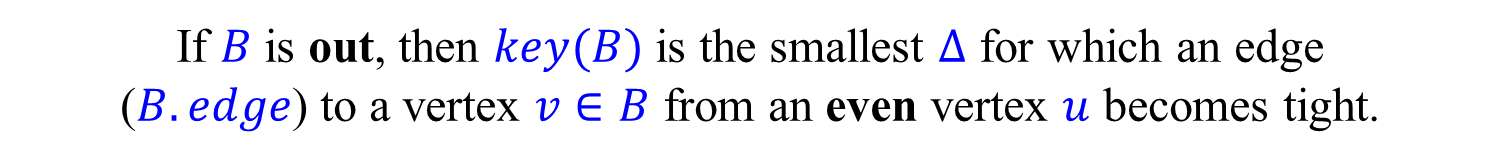 If B is out, then key(B) is the smallest Δ for which an edge
(B.edge) to a vertex v ∈ B from an even vertex u becomes tight.